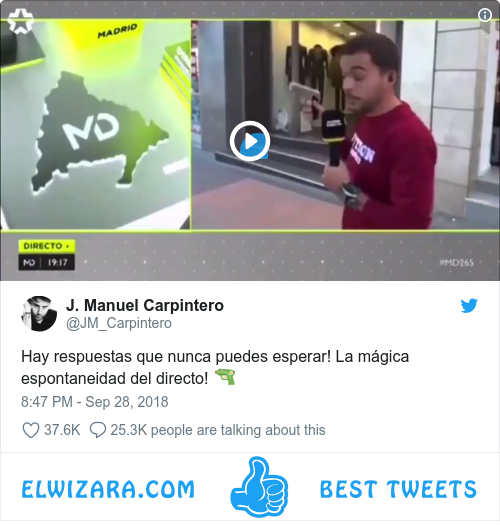 MADRID
MD
DIRECTO
MD 19:17
#MD265
J. Manuel Carpintero
@JM_Carpintero
Hay respuestas que nunca puedes esperar! La mágica
espontaneidad del directo!
8:47 PM - Sep 28, 2018
37.6K 25.3K people are talking about this
ELWIZARA.COM BEST TWEETS